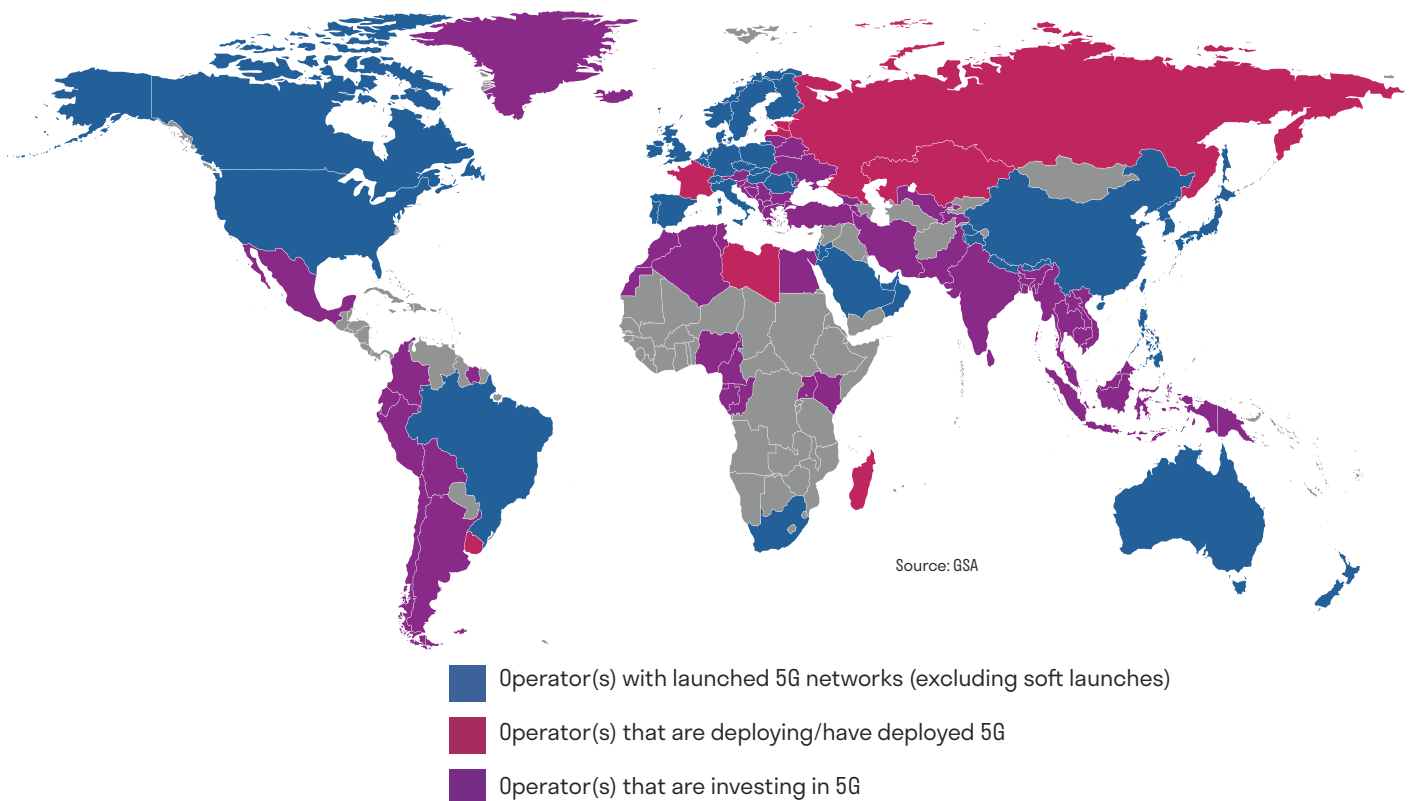 Source: GSA
Operator(s) with launched 5G networks (excluding soft launches)
Operator(s) that are deploying/have deployed 5G
Operator(s) that are investing in 5G